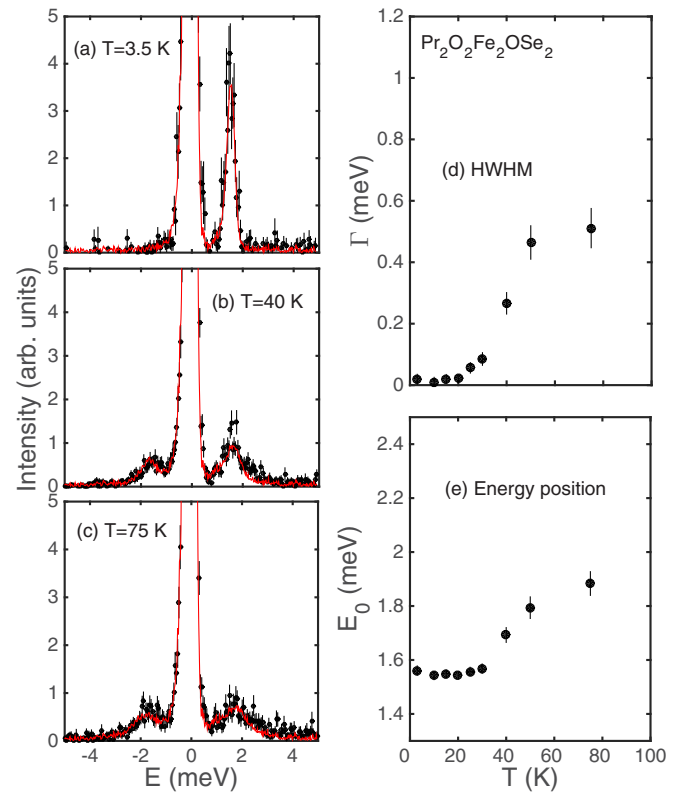 5
(a) T=3.5 K
4
3
2
1
0
5
(b) T=40 K
4
3
2
1
0
5
(c) T=75 K
4
3
2
1
0
-4 -2 0 2 4
E (meV)
Intensity (arb. units)
1.2
Pr₂O₂Fe₂OSe₂
1
0.8
(d) HWHM
0.6
0.4
0.2
0
Γ (meV)
2.4
(e) Energy position
2.2
2
1.8
1.6
1.4
E₀ (meV)
0 20 40 60 80 100
T (K)